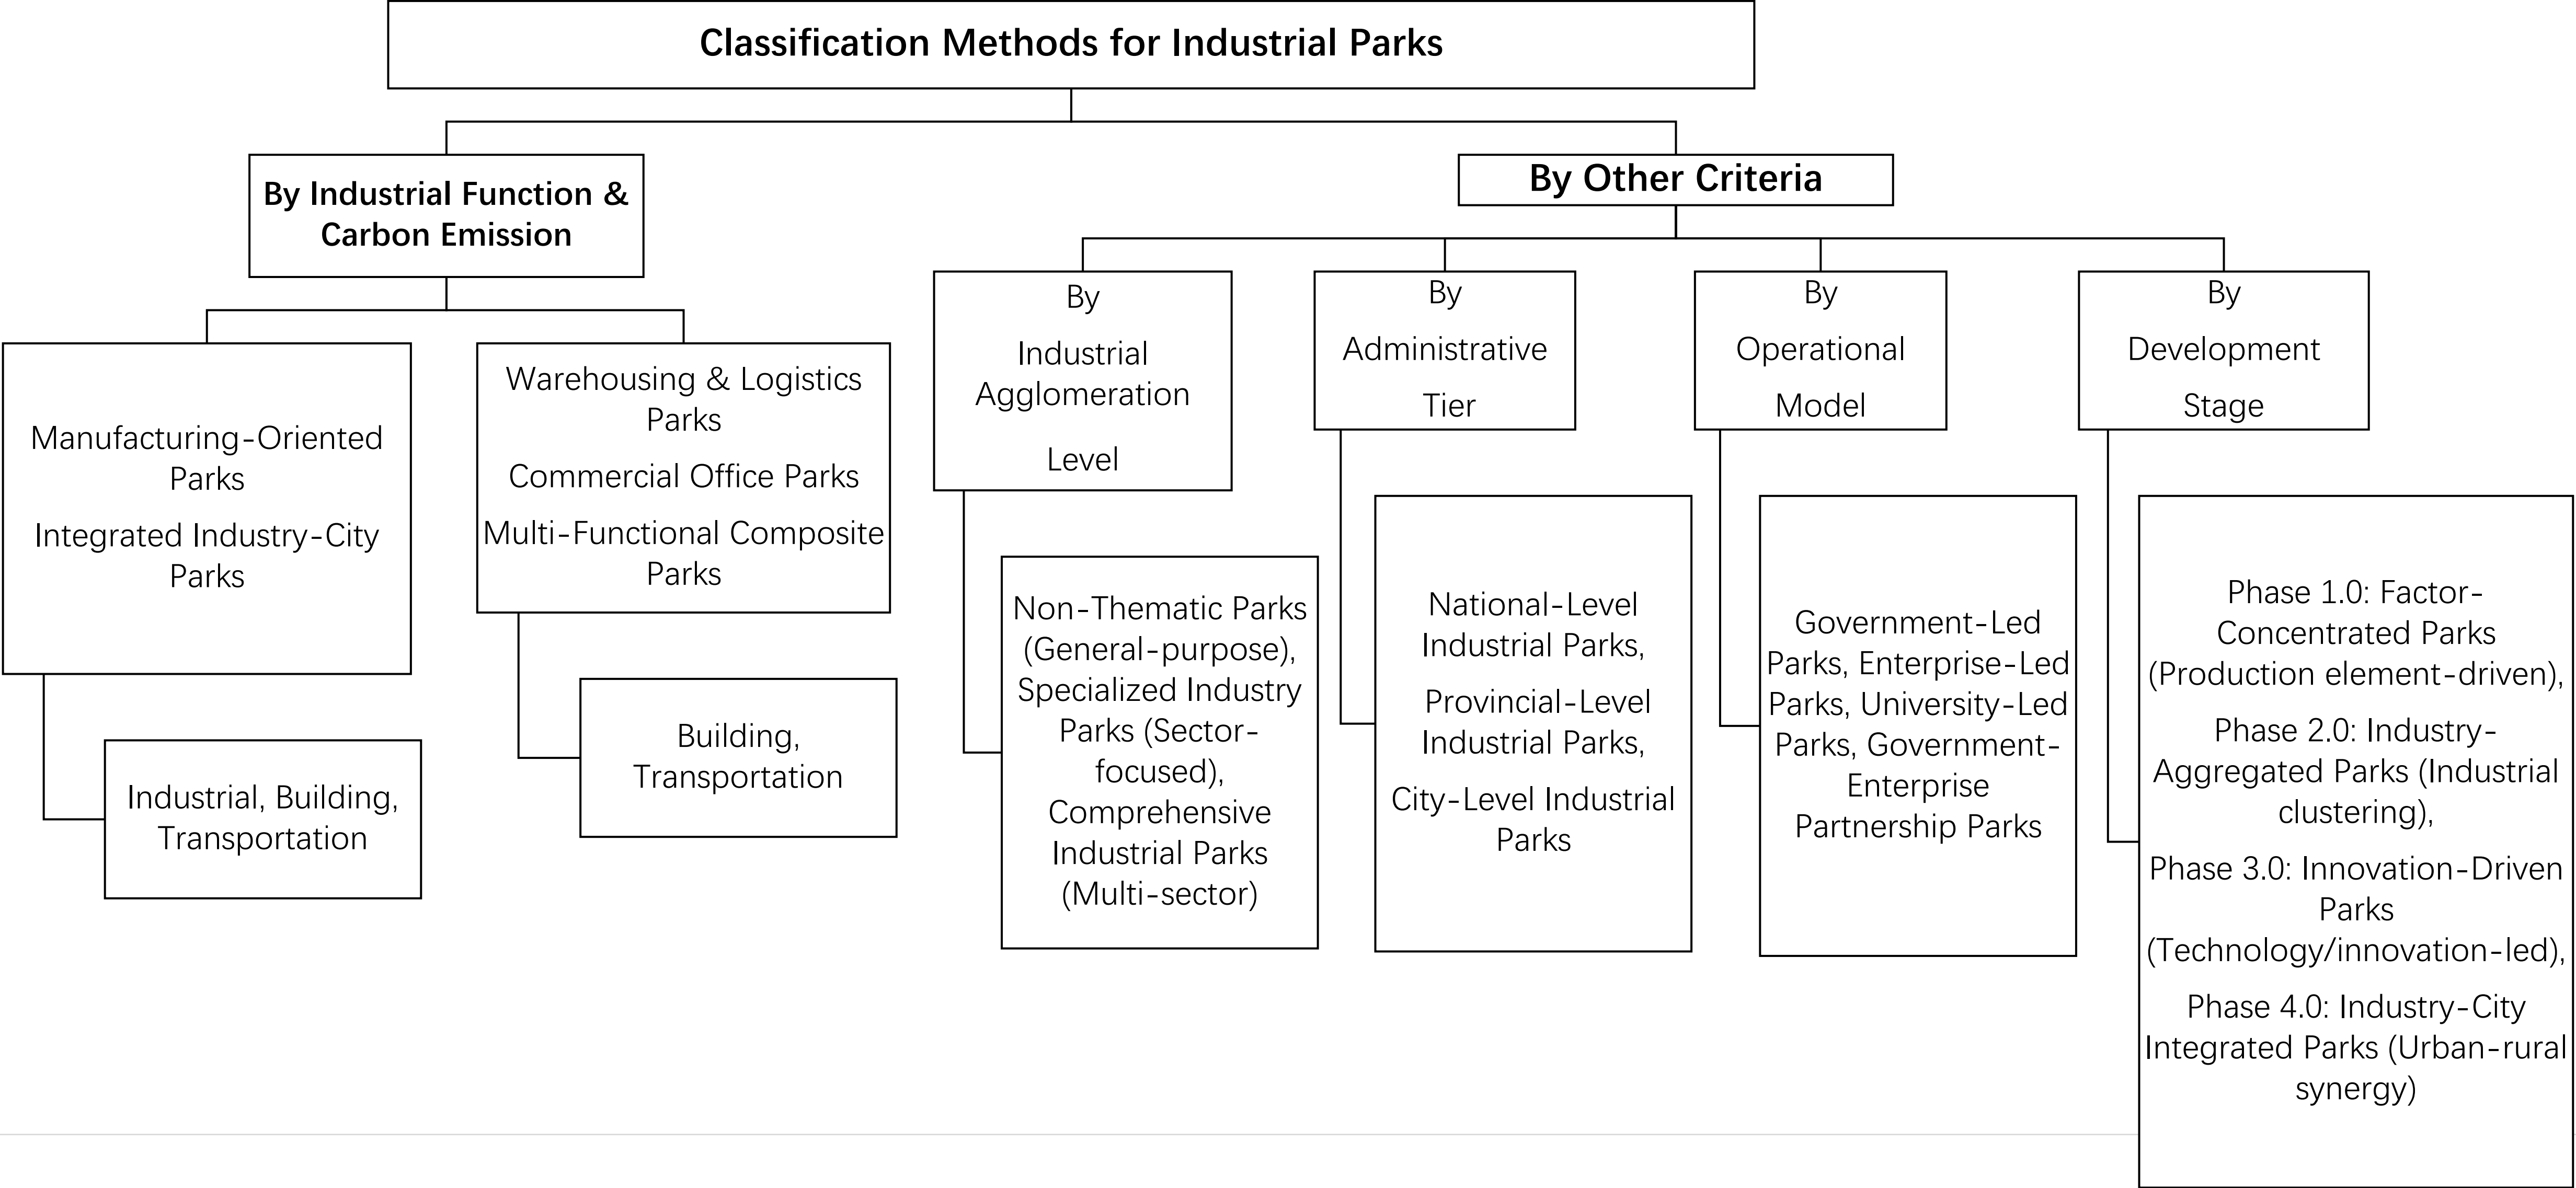 Classification Methods for Industrial Parks
By Industrial Function &
Carbon Emission
Manufacturing-Oriented
Parks
Integrated Industry-City
Parks
Industrial, Building,
Transportation
Warehousing & Logistics
Parks
Commercial Office Parks
Multi-Functional Composite
Parks
Building,
Transportation
By Other Criteria
By
Industrial
Agglomeration
Level
Non-Thematic Parks
(General-purpose),
Specialized Industry
Parks (Sector-
focused),
Comprehensive
Industrial Parks
(Multi-sector)
By
Administrative
Tier
National-Level
Industrial Parks,
Provincial-Level
Industrial Parks,
City-Level Industrial
Parks
By
Operational
Model
Government-Led
Parks, Enterprise-Led
Parks, University-Led
Parks, Government-
Enterprise
Partnership Parks
By
Development
Stage
Phase 1.0: Factor-
Concentrated Parks
(Production element-driven),
Phase 2.0: Industry-
Aggregated Parks (Industrial
clustering),
Phase 3.0: Innovation-Driven
Parks
(Technology/innovation-led),
Phase 4.0: Industry-City
Integrated Parks (Urban-rural
synergy)